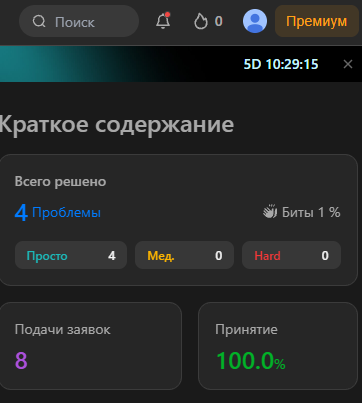 Поиск 0 Премиум
5D 10:29:15
Краткое содержание
Всего решено
4 Проблемы Биты 1 %
Просто 4 Мед. 0 Hard 0
Подачи заявок Принятие
8 100.0%